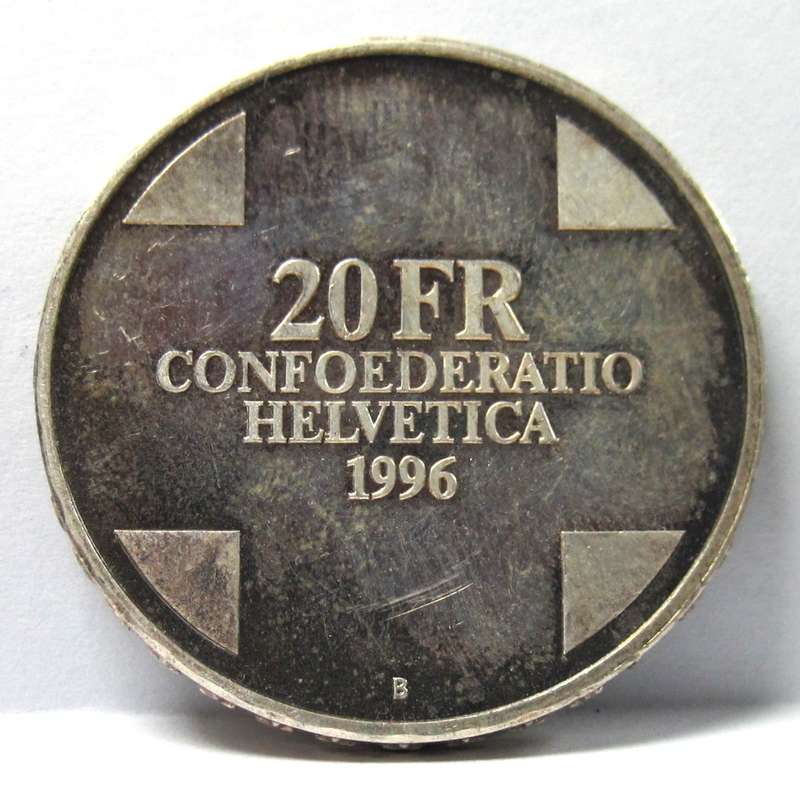 20 FR
CONFOEDERATIO
HELVETICA
1996
B